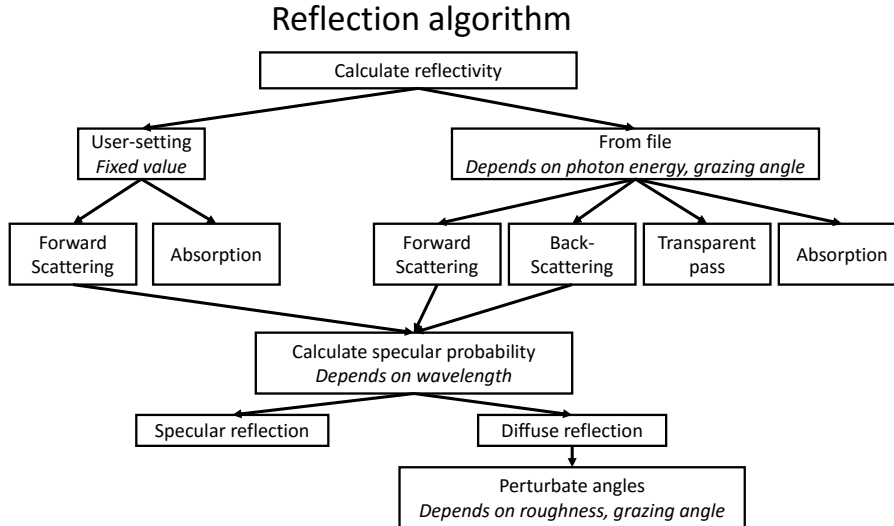 Reflection algorithm
Calculate reflectivity
User-setting
Fixed value
From file
Depends on photon energy, grazing angle
Forward
Scattering
Absorption
Forward
Scattering
Back-
Scattering
Transparent
pass
Absorption
Calculate specular probability
Depends on wavelength
Specular reflection
Diffuse reflection
Perturbate angles
Depends on roughness, grazing angle